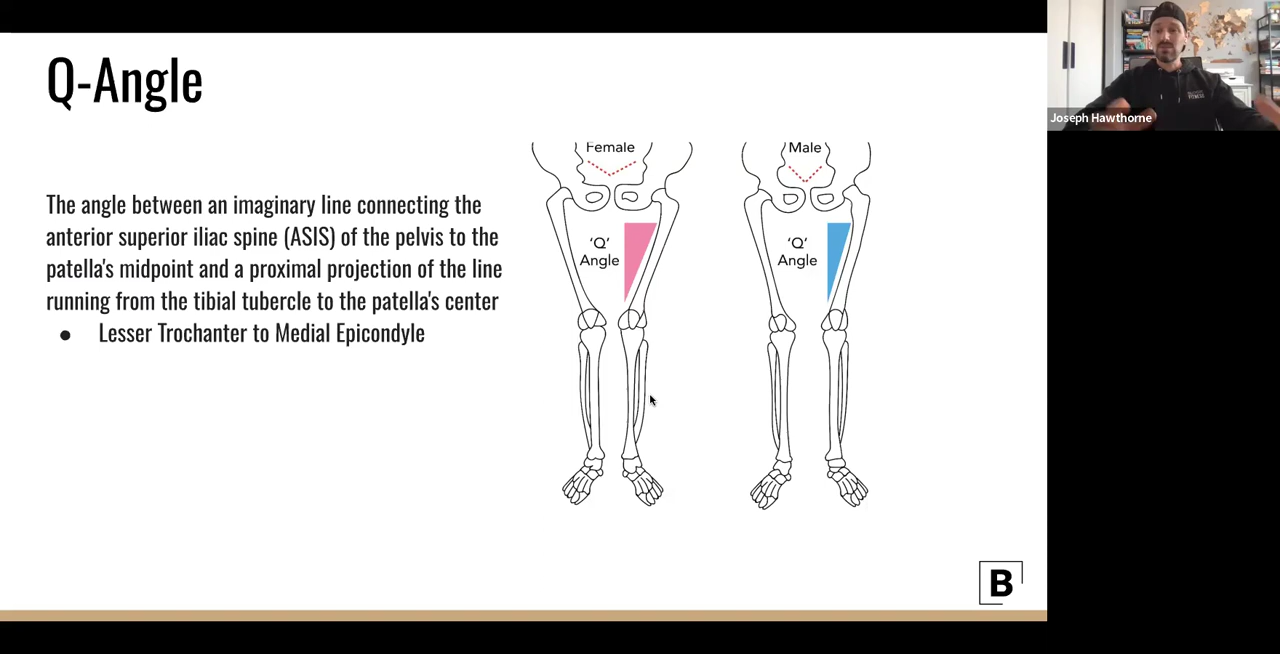 Q-Angle
The angle between an imaginary line connecting the
anterior superior iliac spine (ASIS) of the pelvis to the
patella's midpoint and a proximal projection of the line
running from the tibial tubercle to the patella's center
● Lesser Trochanter to Medial Epicondyle
Female
'Q'
Angle
Male
'Q'
Angle
B
Joseph Hawthorne